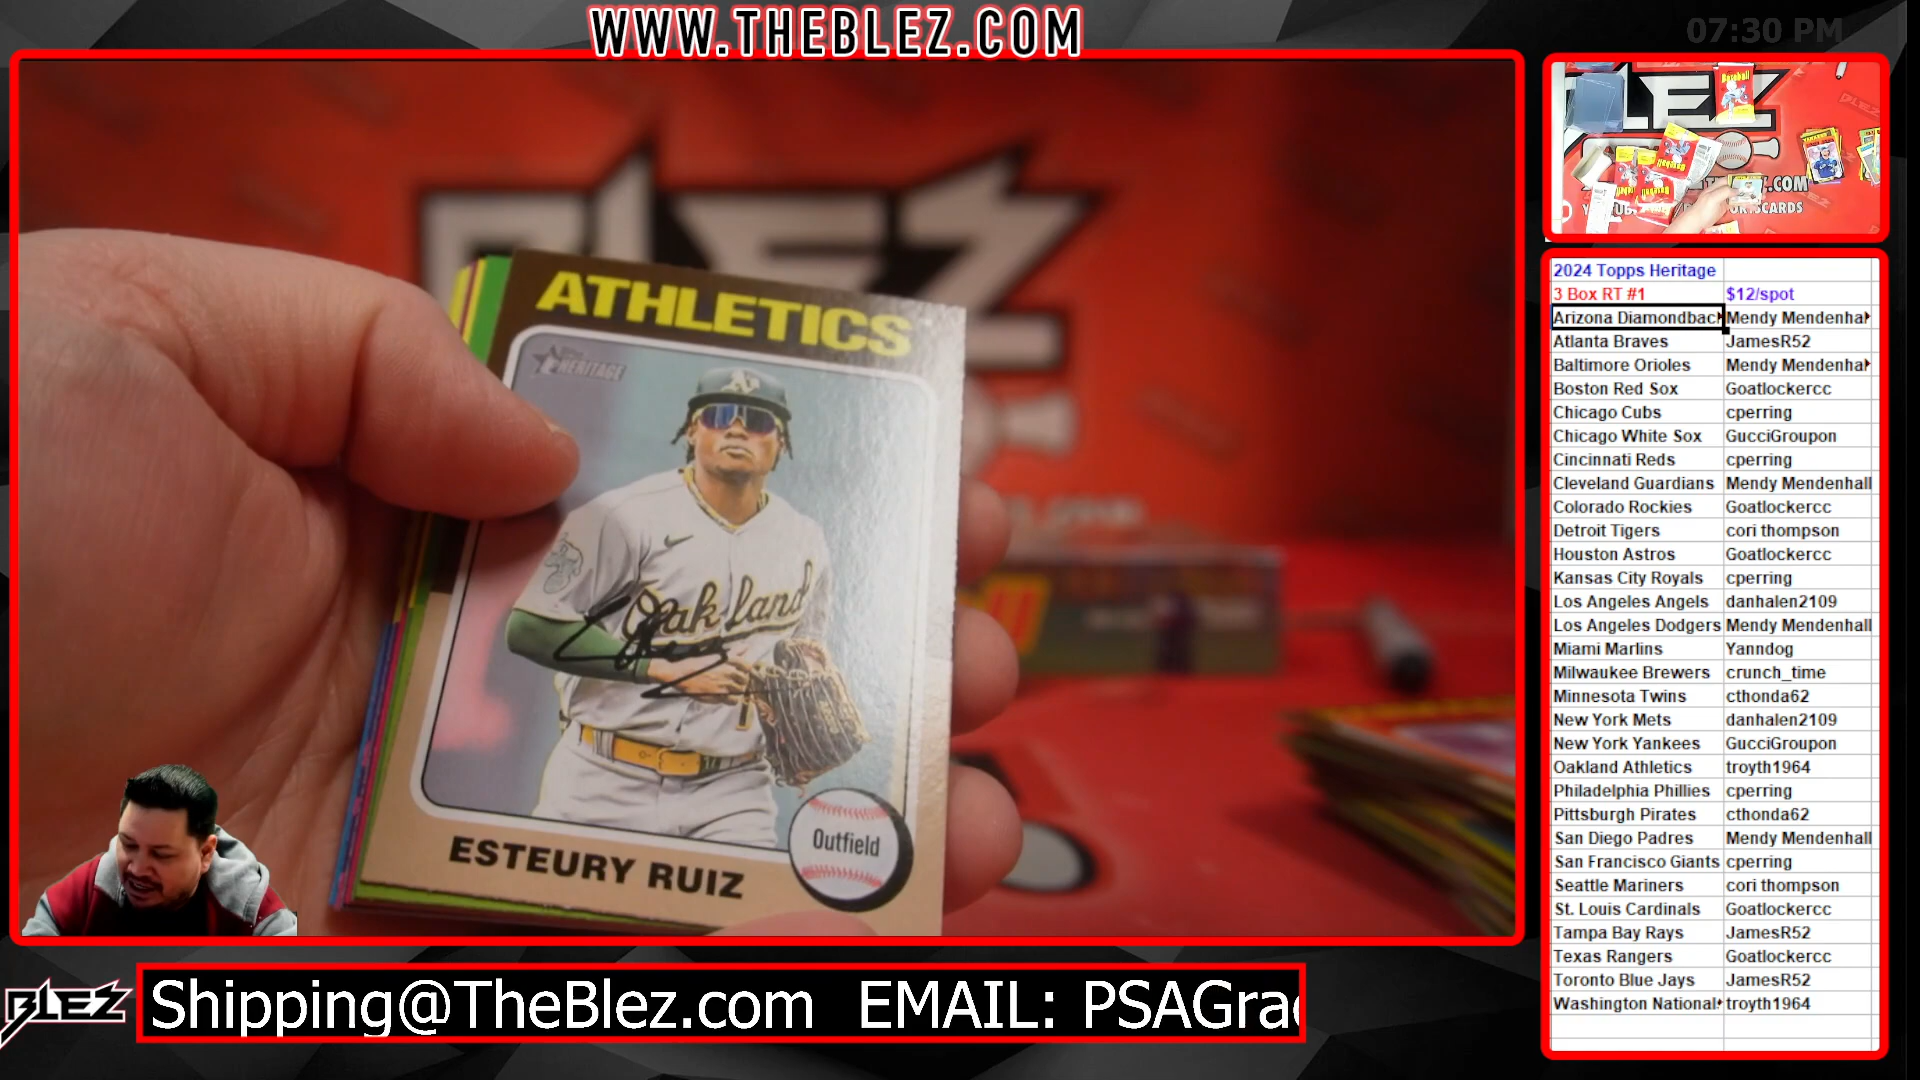 WWW.THEBLEZ.COM
07:30 PM
BLEZ
ATHLETICS
HERITAGE
Oakland
Outfield
ESTEURY RUIZ
Baseball
.COM
2024 Topps Heritage
3 Box RT #1 $12/spot
Arizona Diamondbac Mendy Mendenhal
Atlanta Braves JamesR52
Baltimore Orioles Mendy Mendenhal
Boston Red Sox Goatlockercc
Chicago Cubs cperring
Chicago White Sox GucciGroupon
Cincinnati Reds cperring
Cleveland Guardians Mendy Mendenhall
Colorado Rockies Goatlockercc
Detroit Tigers cori thompson
Houston Astros Goatlockercc
Kansas City Royals cperring
Los Angeles Angels danhalen2109
Los Angeles Dodgers Mendy Mendenhall
Miami Marlins Yanndog
Milwaukee Brewers crunch_time
Minnesota Twins cthonda62
New York Mets danhalen2109
New York Yankees GucciGroupon
Oakland Athletics troyth1964
Philadelphia Phillies cperring
Pittsburgh Pirates cthonda62
San Diego Padres Mendy Mendenhall
San Francisco Giants cperring
Seattle Mariners cori thompson
St. Louis Cardinals Goatlockercc
Tampa Bay Rays JamesR52
Texas Rangers Goatlockercc
Toronto Blue Jays JamesR52
Washington National troyth1964
BLEZ
Shipping@TheBlez.com EMAIL: PSAGra